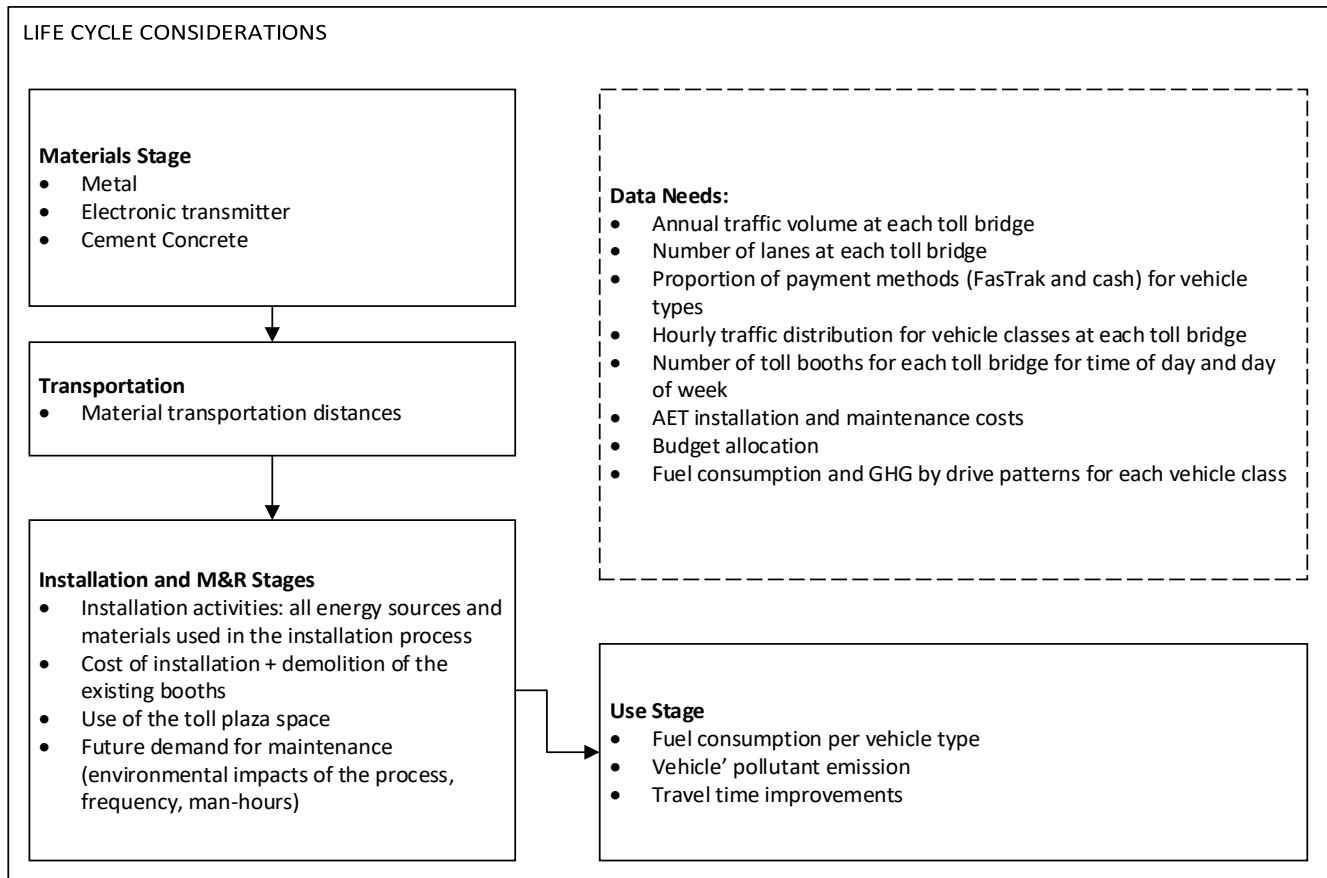 LIFE CYCLE CONSIDERATIONS
Materials Stage
• Metal
• Electronic transmitter
• Cement Concrete
Transportation
• Material transportation distances
Installation and M&R Stages
• Installation activities: all energy sources and
materials used in the installation process
• Cost of installation + demolition of the
existing booths
• Use of the toll plaza space
• Future demand for maintenance
(environmental impacts of the process,
frequency, man-hours)
Data Needs:
• Annual traffic volume at each toll bridge
• Number of lanes at each toll bridge
• Proportion of payment methods (FasTrak and cash) for vehicle
types
• Hourly traffic distribution for vehicle classes at each toll bridge
• Number of toll booths for each toll bridge for time of day and day
of week
• AET installation and maintenance costs
• Budget allocation
• Fuel consumption and GHG by drive patterns for each vehicle class
Use Stage
• Fuel consumption per vehicle type
• Vehicle’ pollutant emission
• Travel time improvements